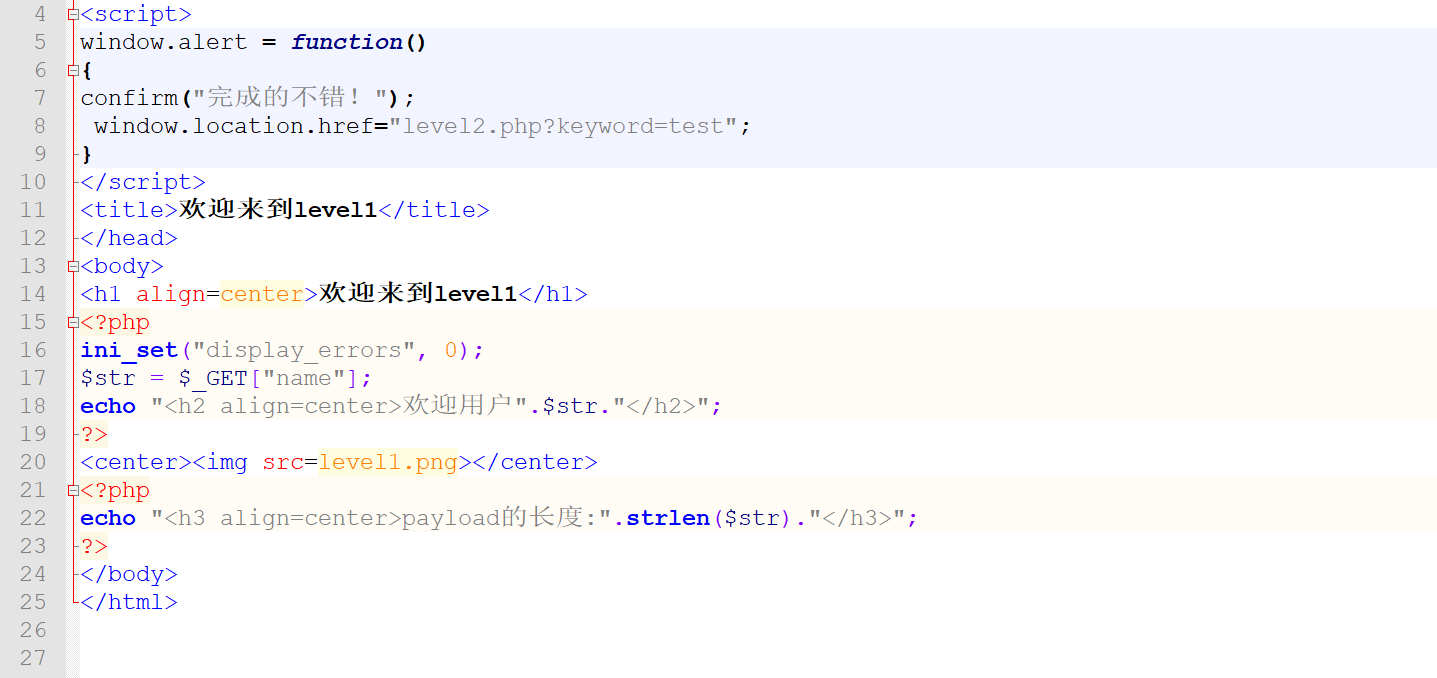 4 <script>
5 window.alert = function()
6 {
7 confirm("完成的不错！");
8  window.location.href="level2.php?keyword=test";
9 }
10 </script>
11 <title>欢迎来到level1</title>
12 </head>
13 <body>
14 <h1 align=center>欢迎来到level1</h1>
15 <?php
16 ini_set("display_errors", 0);
17 $str = $_GET["name"];
18 echo "<h2 align=center>欢迎用户".$str."</h2>";
19 ?>
20 <center><img src=level1.png></center>
21 <?php
22 echo "<h3 align=center>payload的长度:".strlen($str)."</h3>";
23 ?>
24 </body>
25 </html>
26
27